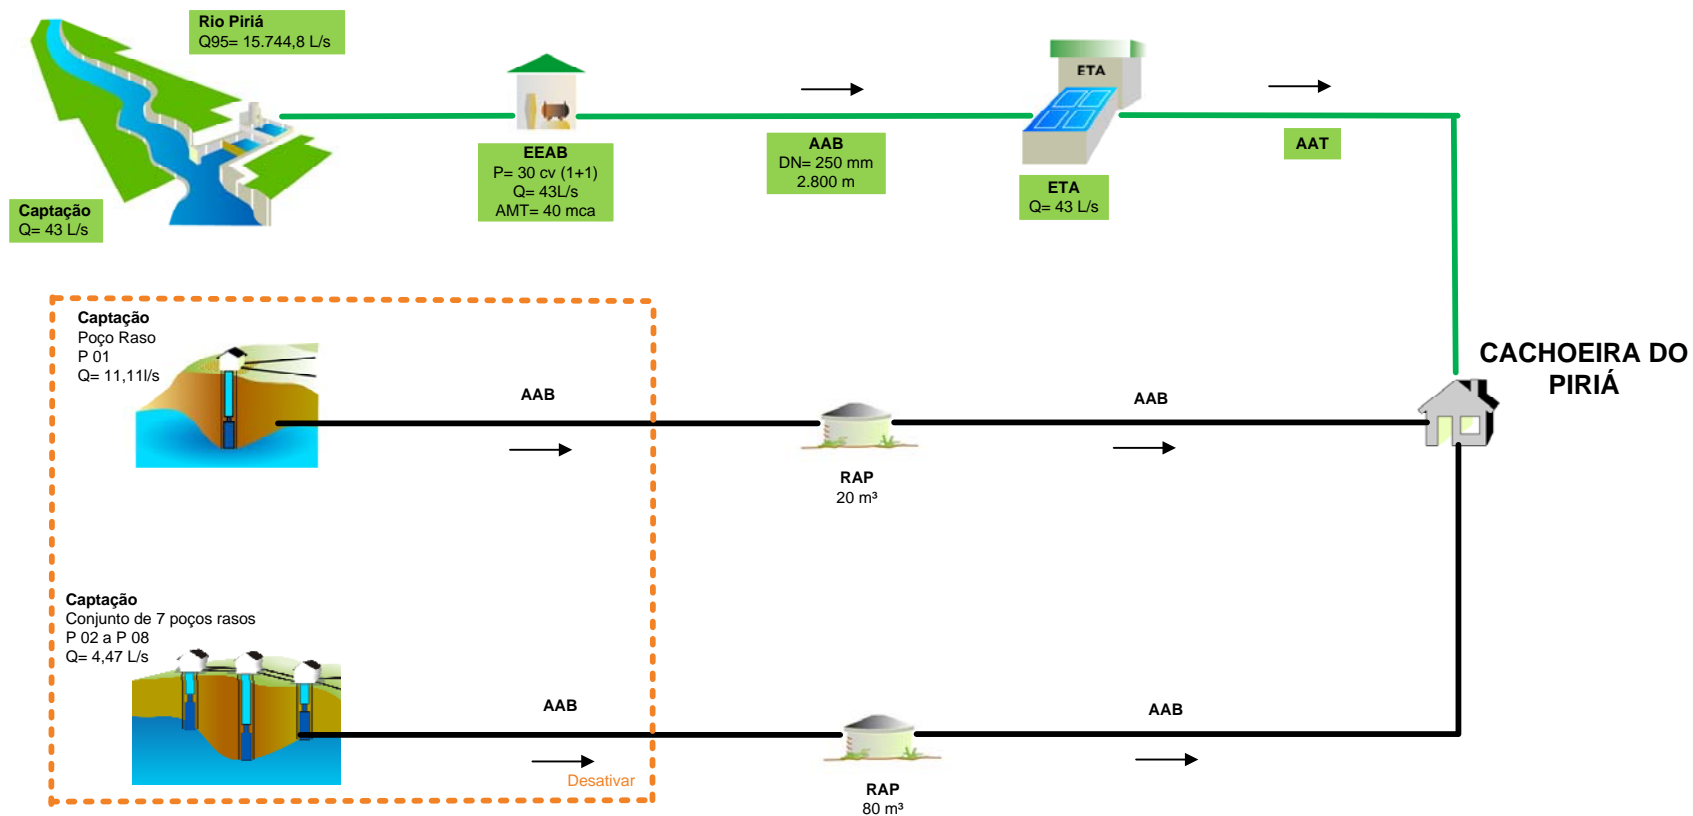 Rio Piriá
Q95= 15.744,8 L/s
Captação
Q= 43 L/s
EEAB
P= 30 cv (1+1)
Q= 43L/s
AMT= 40 mca
AAB
DN= 250 mm
2.800 m
ETA
ETA
Q= 43 L/s
AAT
CACHOEIRA DO
PIRIÁ
Captação
Poço Raso
P 01
Q= 11,11l/s
AAB
RAP
20 m³
AAB
Captação
Conjunto de 7 poços rasos
P 02 a P 08
Q= 4,47 L/s
AAB
Desativar
RAP
80 m³
AAB